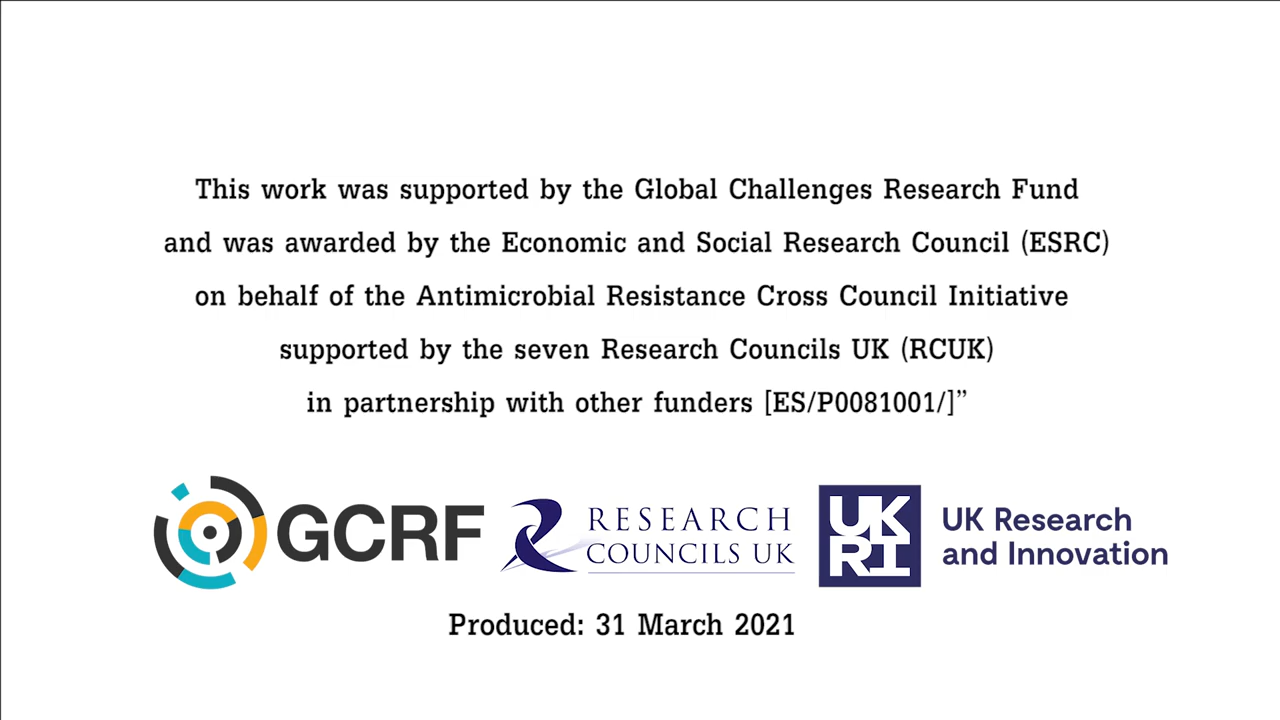 This work was supported by the Global Challenges Research Fund
and was awarded by the Economic and Social Research Council (ESRC)
on behalf of the Antimicrobial Resistance Cross Council Initiative
supported by the seven Research Councils UK (RCUK)
in partnership with other funders [ES/P0081001/]”
GCRF
RESEARCH
COUNCILS UK
UK
RI
UK Research
and Innovation
Produced: 31 March 2021